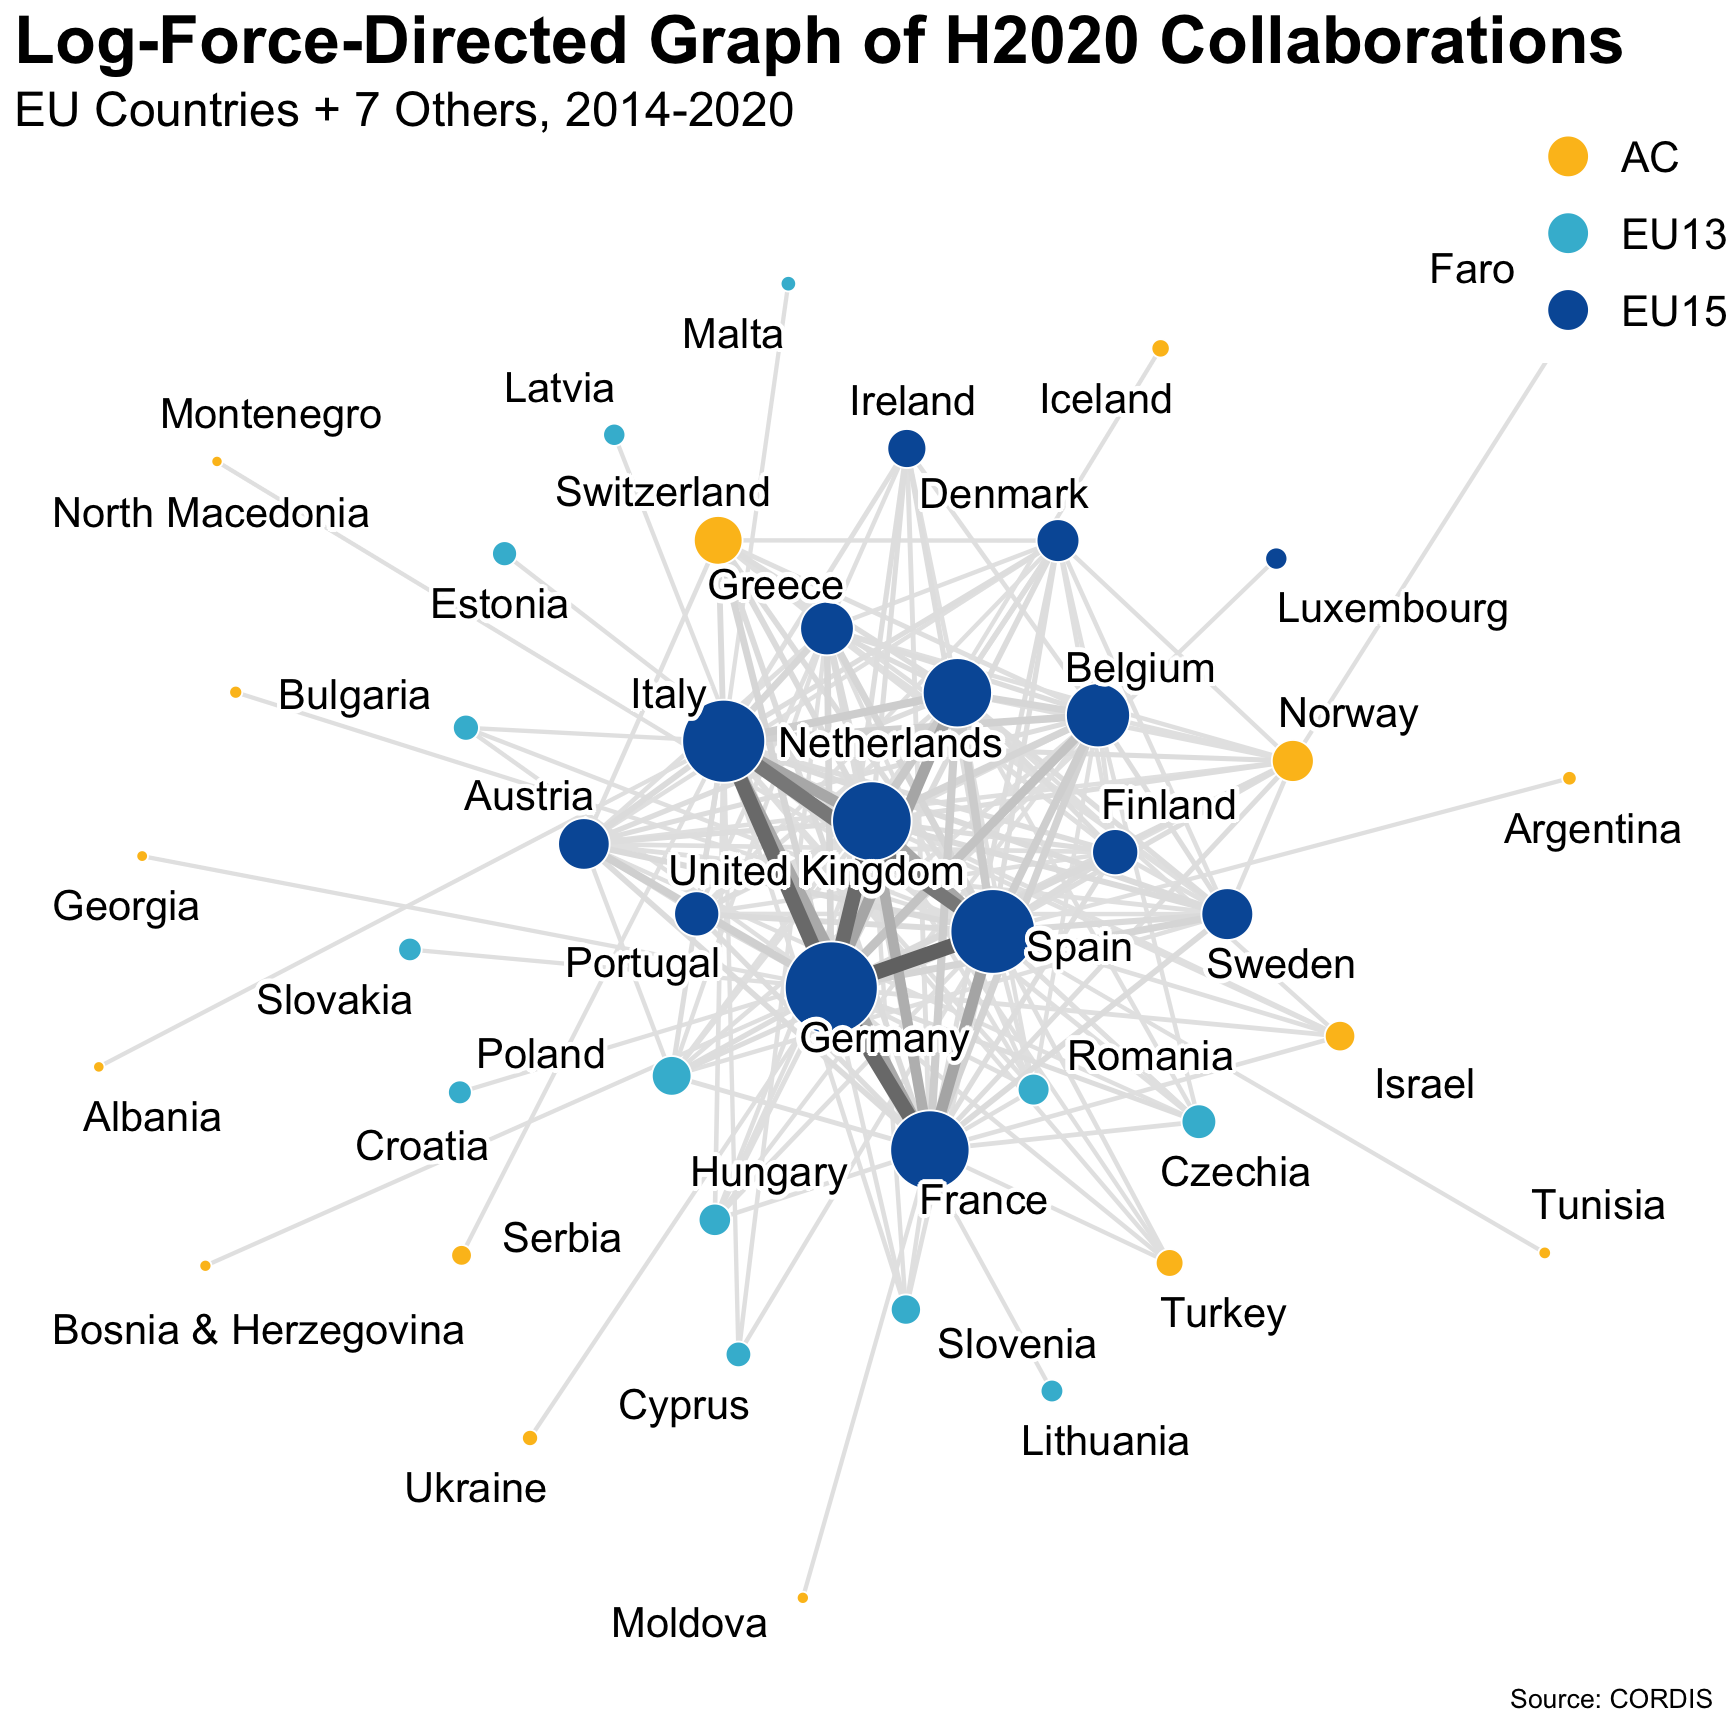 Log-Force-Directed Graph of H2020 Collaborations
EU Countries + 7 Others, 2014-2020
AC
EU13
Faro
EU15
Malta
Latvia
Ireland
Iceland
Montenegro
Switzerland
Denmark
North Macedonia
Greece
Estonia
Luxembourg
Belgium
Italy
Bulgaria
Norway
Netherlands
Austria
Finland
Argentina
United Kingdom
Georgia
Spain
Portugal
Sweden
Slovakia
Germany
Poland
Romania
Israel
Albania
Croatia
Hungary
Czechia
France
Tunisia
Serbia
Turkey
Bosnia & Herzegovina
Slovenia
Cyprus
Lithuania
Ukraine
Moldova
Source: CORDIS